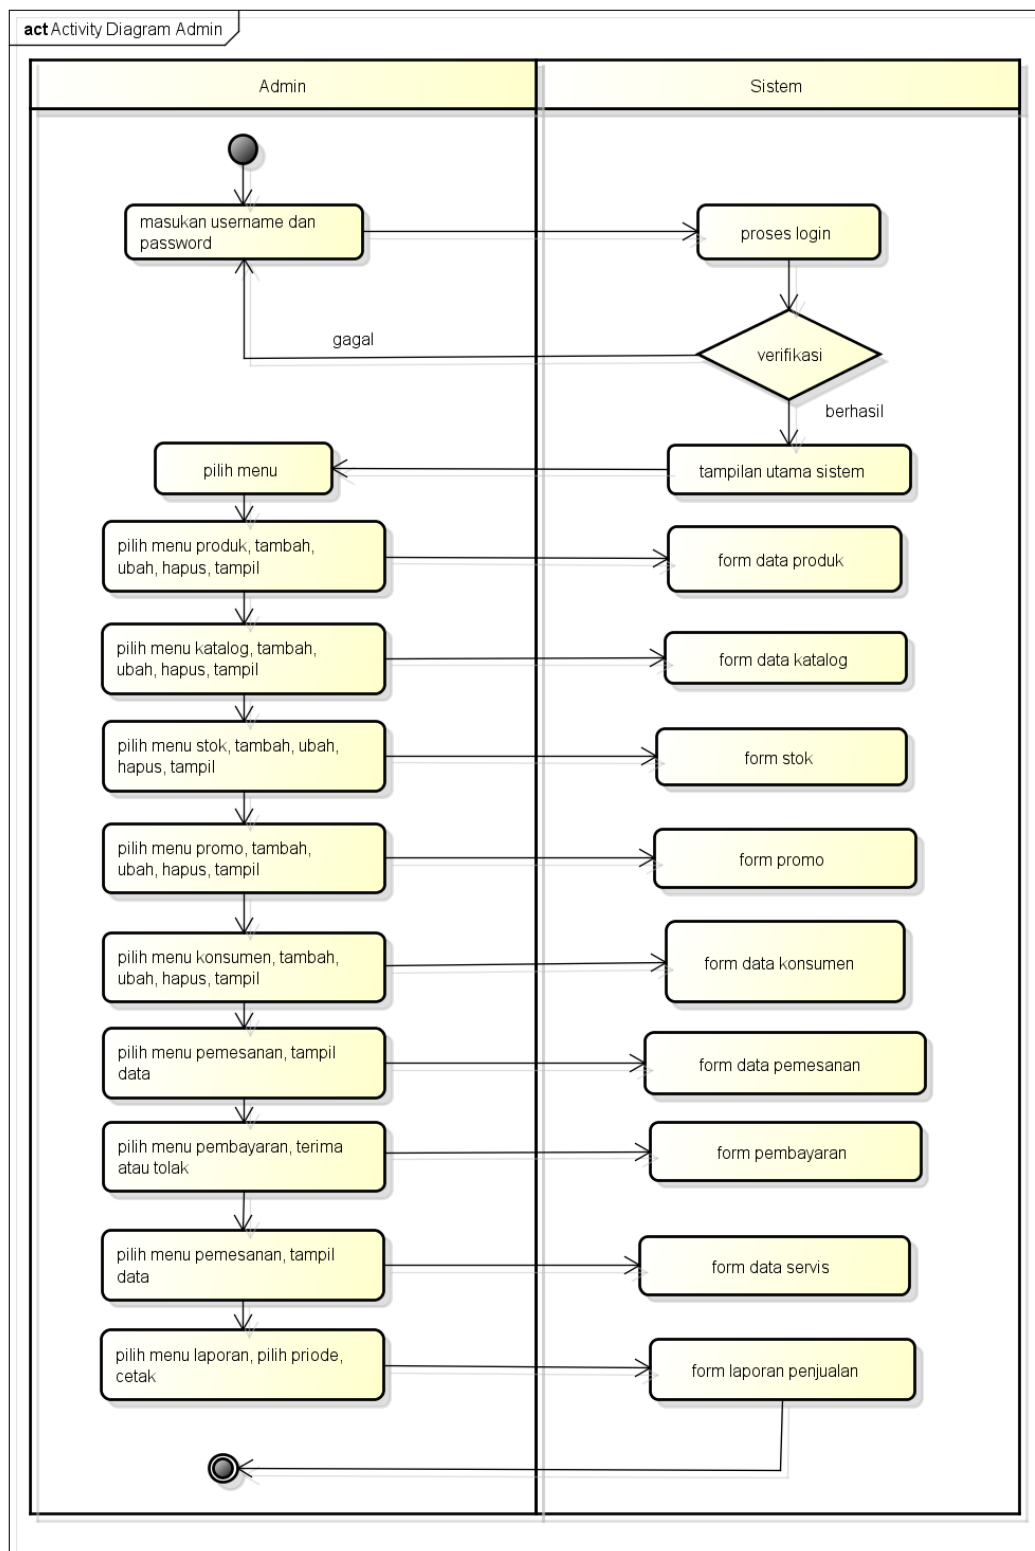 act Activity Diagram Admin
Admin
Sistem
masukan username dan
password
proses login
gagal
verifikasi
berhasil
pilih menu
tampilan utama sistem
pilih menu produk, tambah,
ubah, hapus, tampil
form data produk
pilih menu katalog, tambah,
ubah, hapus, tampil
form data katalog
pilih menu stok, tambah, ubah,
hapus, tampil
form stok
pilih menu promo, tambah,
ubah, hapus, tampil
form promo
pilih menu konsumen, tambah,
ubah, hapus, tampil
form data konsumen
pilih menu pemesanan, tampil
data
form data pemesanan
pilih menu pembayaran, terima
atau tolak
form pembayaran
pilih menu pemesanan, tampil
data
form data servis
pilih menu laporan, pilih priode,
cetak
form laporan penjualan